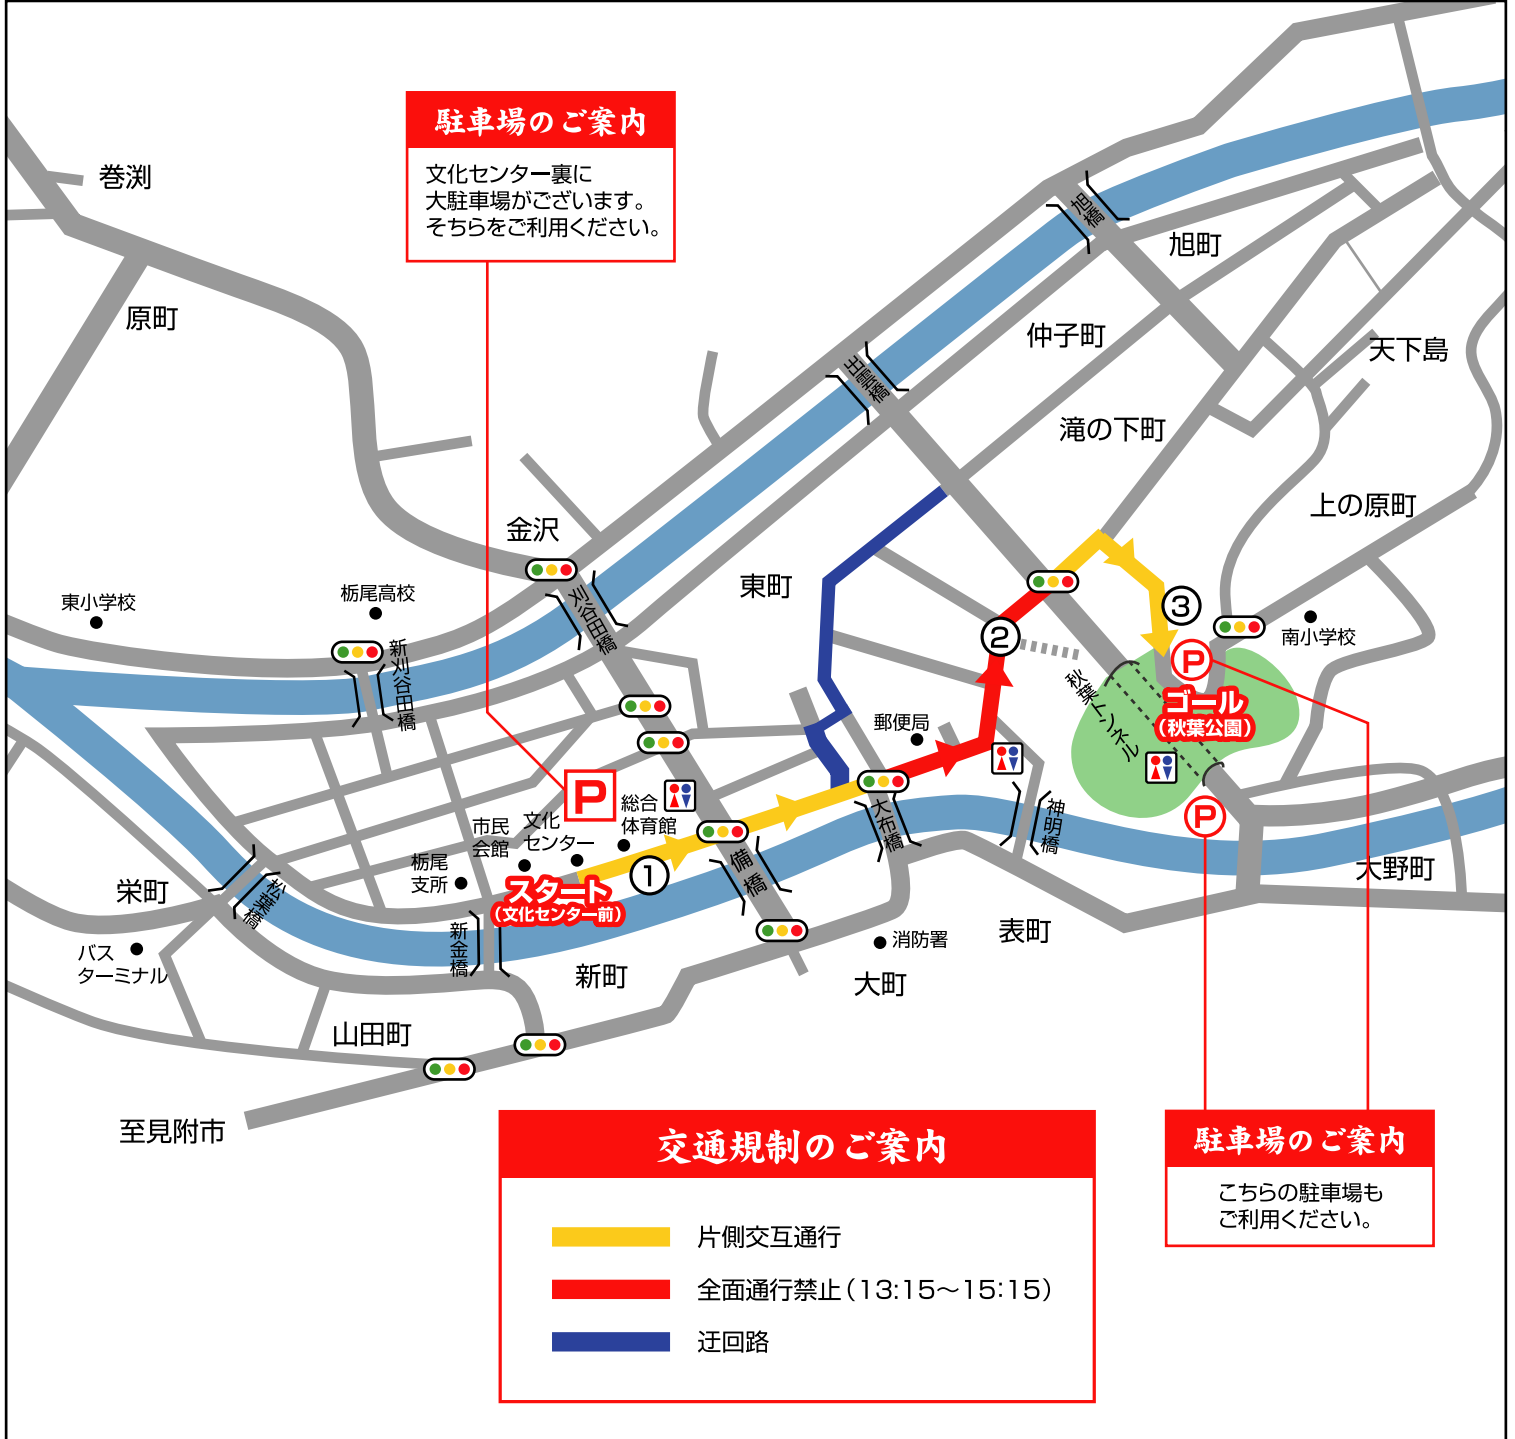 駐車場のご案内
文化センター裏に
大駐車場がございます。
そちらをご利用ください。
巻渕
原町
旭橋
旭町
仲子町
天下島
出雲橋
滝の下町
上の原町
金沢
東町
東小学校
栃尾高校
新刈谷田橋
刈谷田橋
南小学校
②
③
P
ゴール
(秋葉公園)
秋葉トンネル
郵便局
P
総合
体育館
文化
センター
市民
会館
栃尾
支所
①
スタート
(文化センター前)
備橋
大布橋
神明橋
P
大野町
栄町
松葉橋
新金橋
バス
ターミナル
新町
消防署
表町
大町
山田町
至見附市
交通規制のご案内
片側交互通行
全面通行禁止(13:15~15:15)
迂回路
駐車場のご案内
こちらの駐車場も
ご利用ください。